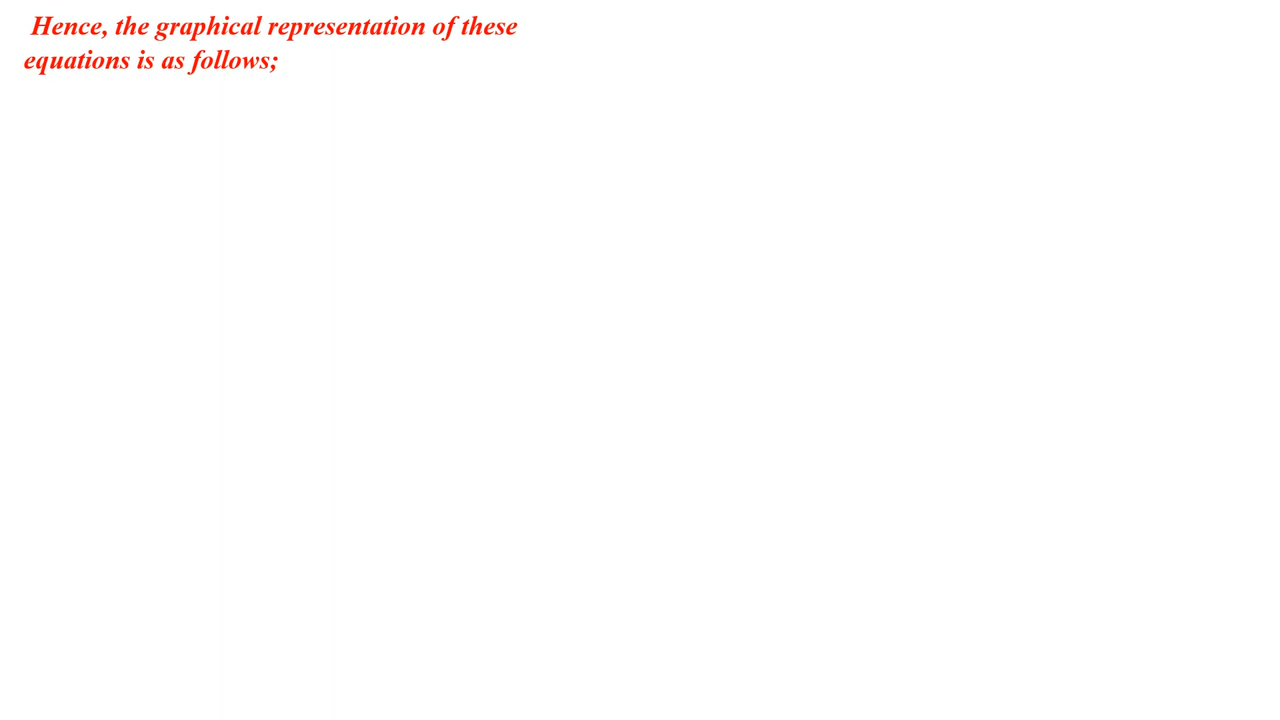 Hence, the graphical representation of these
equations is as follows;